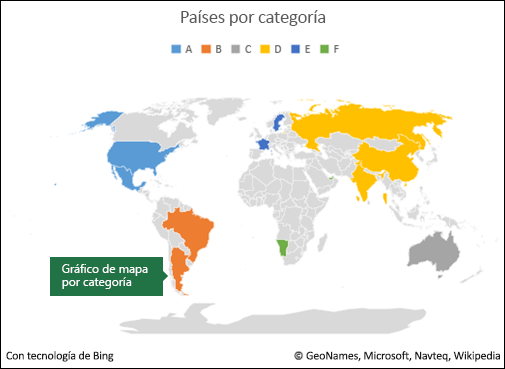 Países por categoría
A B C D E F
Gráfico de mapa
por categoría
Con tecnología de Bing
© GeoNames, Microsoft, Navteq, Wikipedia